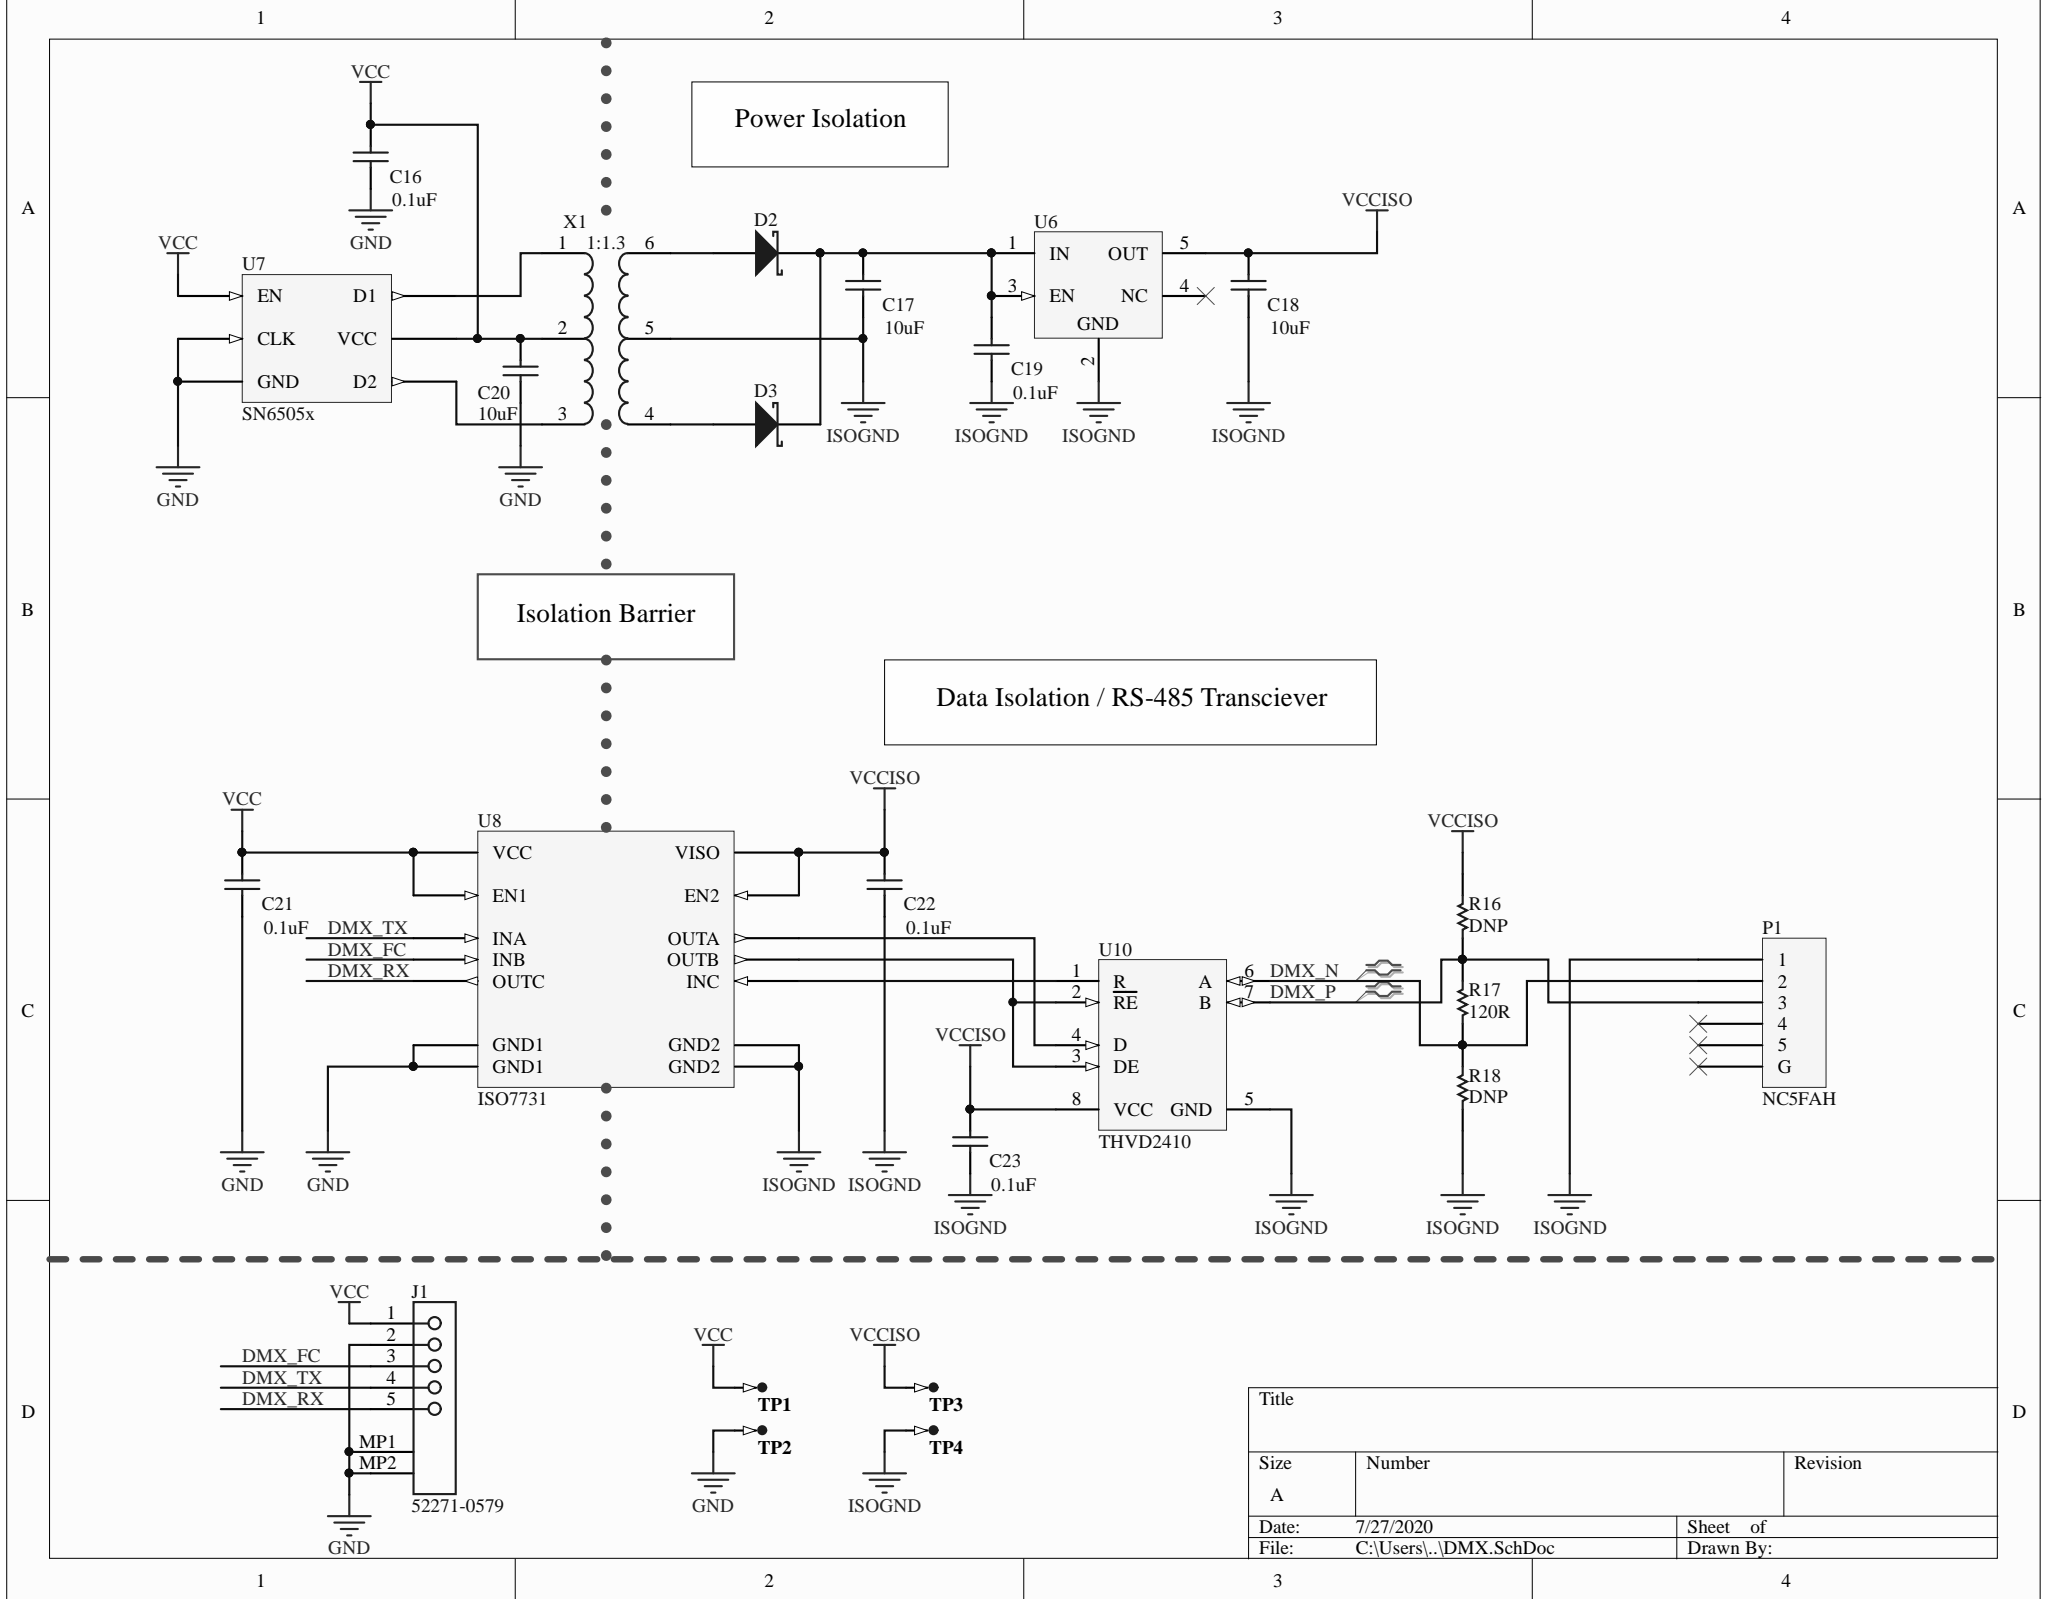 1 2 3 4
A
A
B
B
C
C
D
D
VCC
C16
0.1uF
GND
VCC
U7
EN
CLK
GND
D1
VCC
D2
SN6505x
GND
C20
10uF
GND
X1
1:1.3
1
2
3
6
5
4
Power Isolation
D2
D3
C17
10uF
ISOGND
C19
0.1uF
ISOGND
U6
1
3
IN
EN
GND
OUT
NC
5
4
2
ISOGND
VCCISO
C18
10uF
ISOGND
Isolation Barrier
Data Isolation / RS-485 Transciever
VCC
C21
0.1uF
GND
DMX_TX
DMX_FC
DMX_RX
GND
U8
VCC
EN1
INA
INB
OUTC
GND1
GND1
VISO
EN2
OUTA
OUTB
INC
GND2
GND2
ISO7731
VCCISO
C22
0.1uF
ISOGND
ISOGND
VCCISO
C23
0.1uF
ISOGND
U10
1
2
4
3
8
R
RE
D
DE
VCC
A
B
GND
6
7
5
THVD2410
DMX_N
DMX_P
ISOGND
VCCISO
R16
DNP
R17
120R
R18
DNP
ISOGND
ISOGND
P1
1
2
3
4
5
G
NC5FAH
VCC
J1
1
2
3
4
5
DMX_FC
DMX_TX
DMX_RX
MP1
MP2
52271-0579
GND
VCC
TP1
TP2
GND
VCCISO
TP3
TP4
ISOGND
Title
Size
A
Number
Revision
Date: 7/27/2020
Sheet of
File: C:\Users\..\DMX.SchDoc
Drawn By:
1 2 3 4